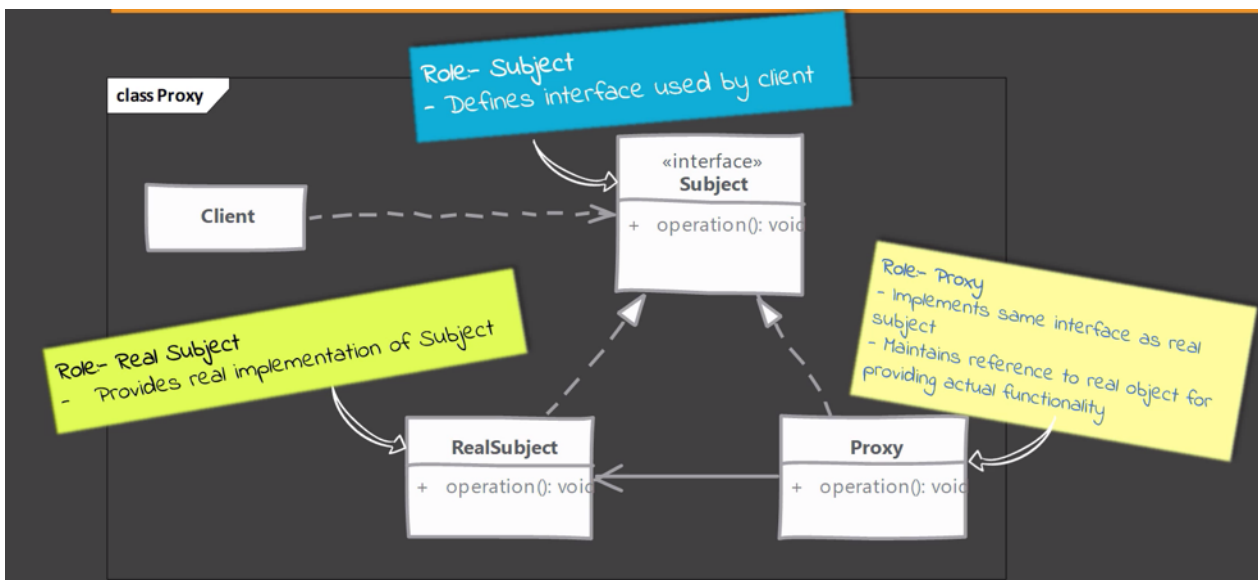 Role- Subject
- Defines interface used by client
class Proxy
«interface»
Subject
+ operation(): void
Client
Role- Proxy
- Implements same interface as real
subject
- Maintains reference to real object for
providing actual functionality
Role- Real Subject
- Provides real implementation of Subject
RealSubject
+ operation(): void
Proxy
+ operation(): void